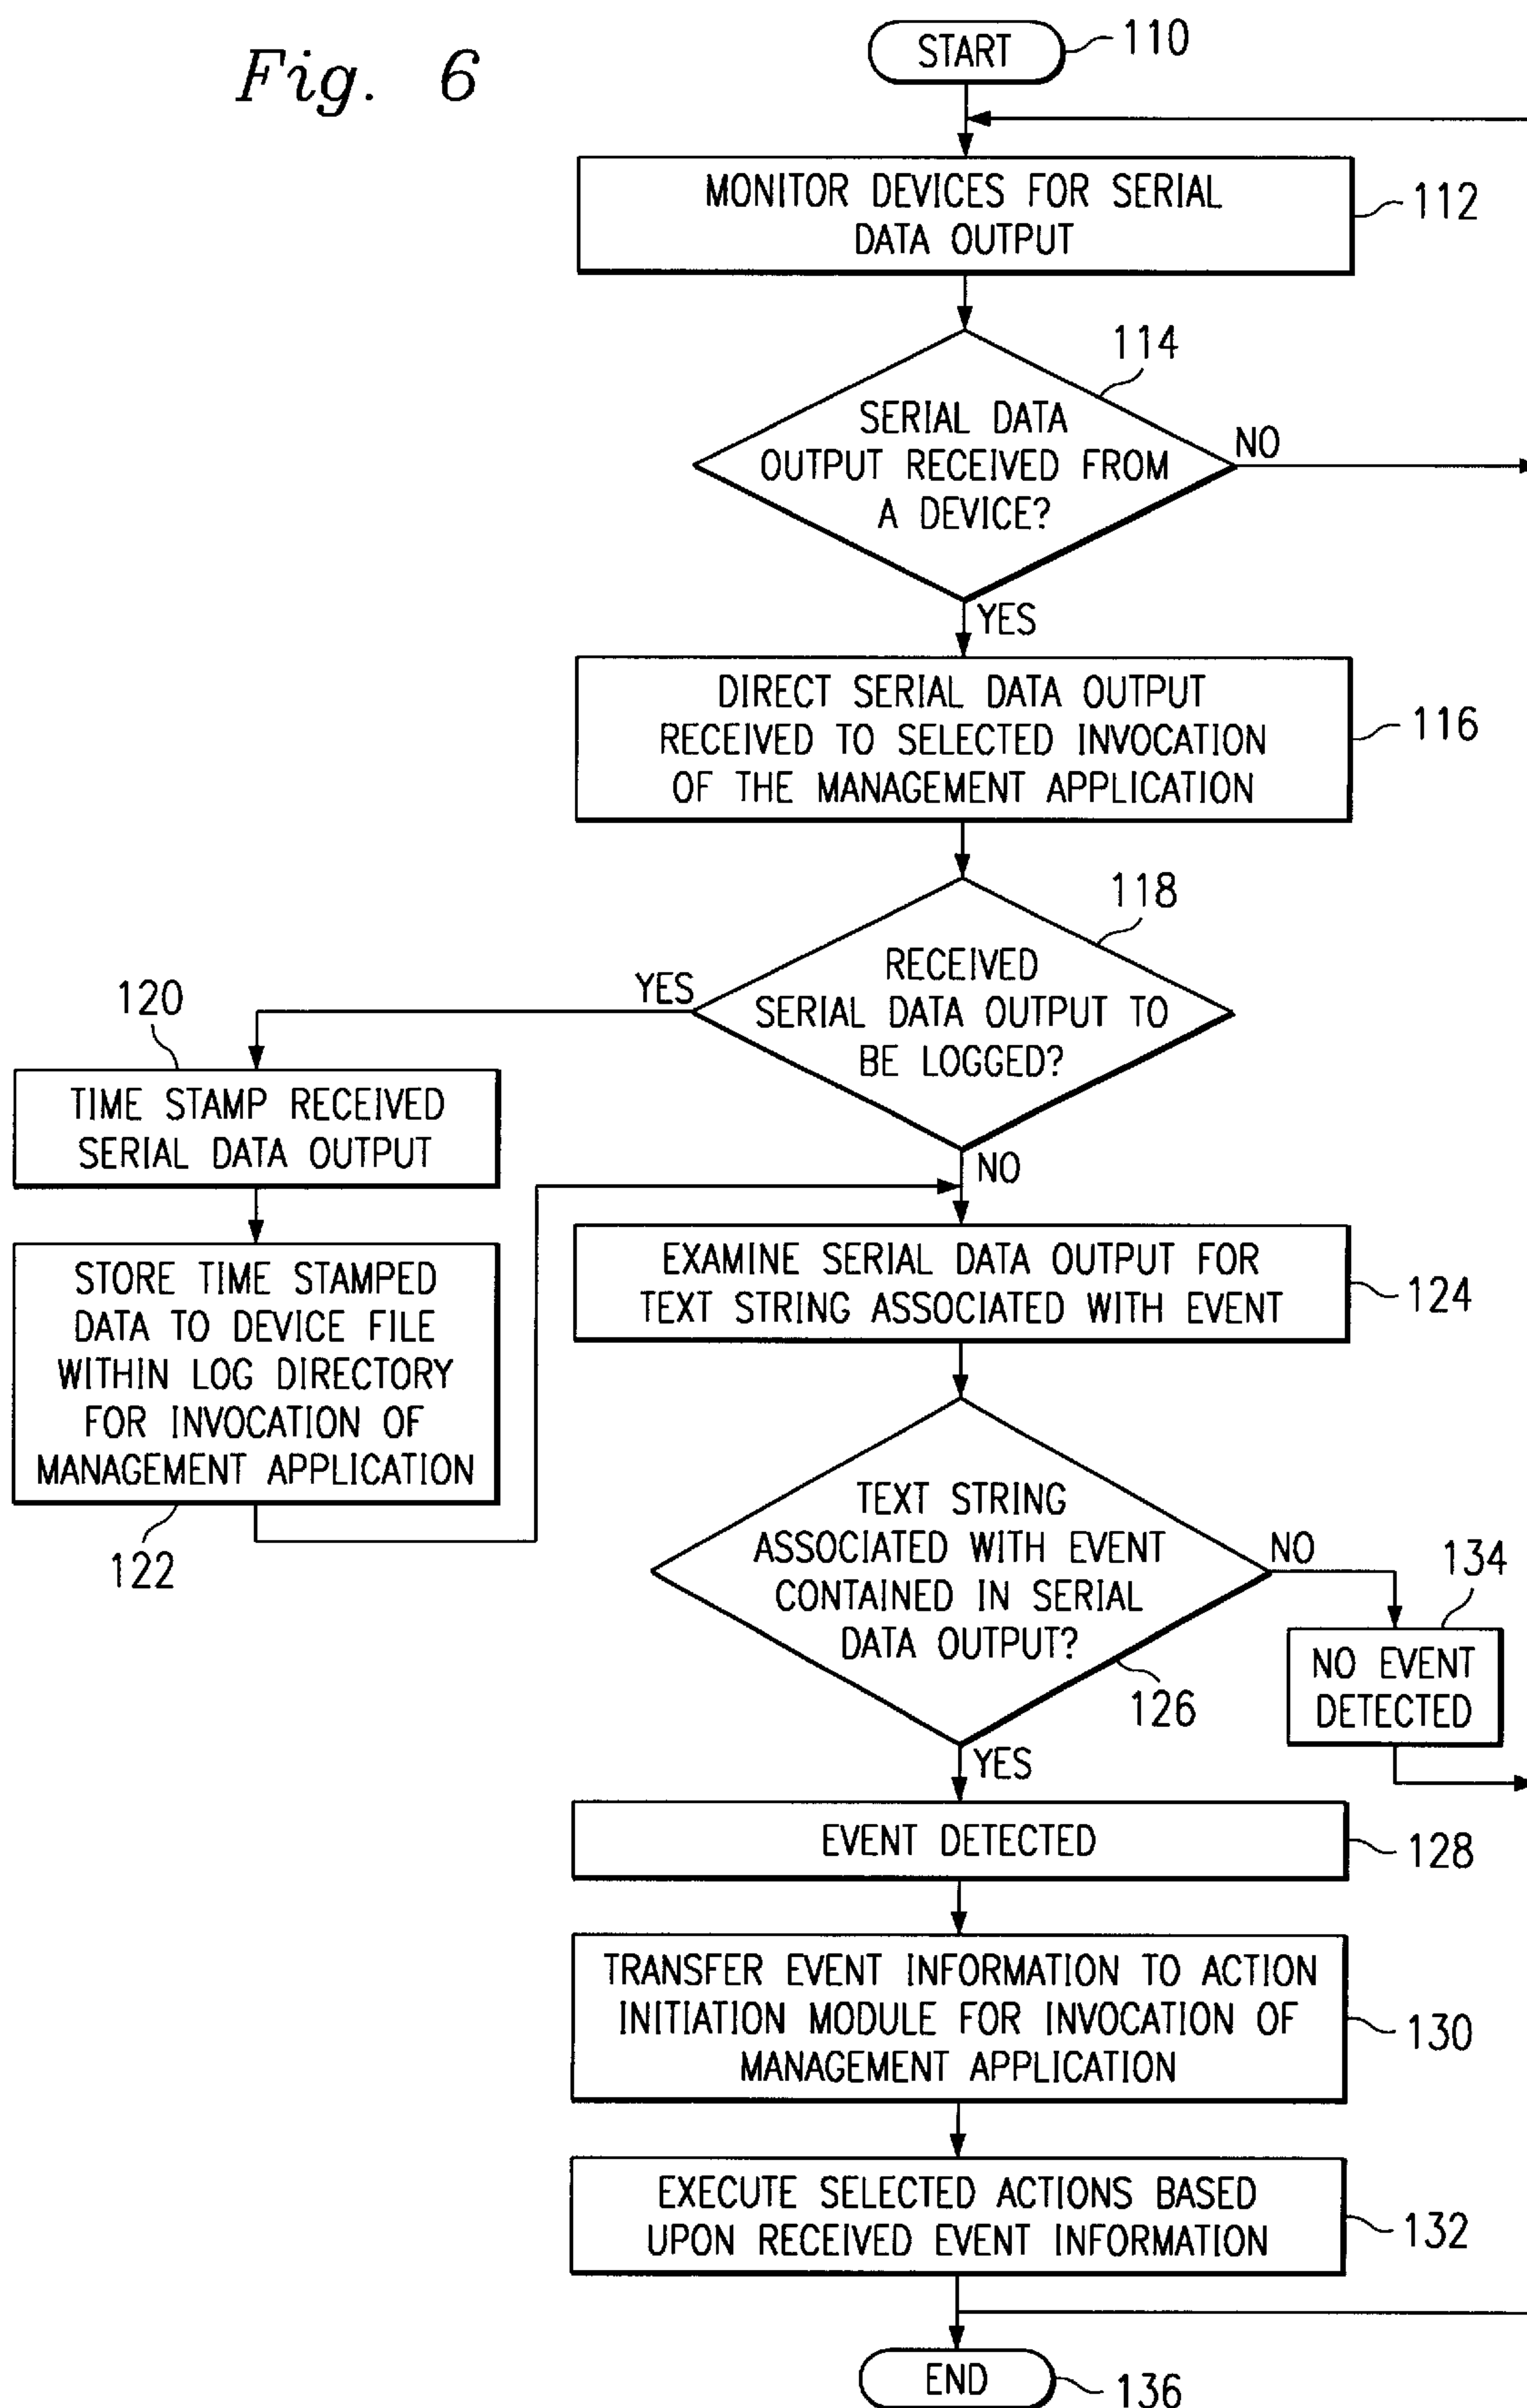 Fig. 6
START
110
MONITOR DEVICES FOR SERIAL
DATA OUTPUT
112
114
SERIAL DATA
OUTPUT RECEIVED FROM
A DEVICE?
NO
YES
DIRECT SERIAL DATA OUTPUT
RECEIVED TO SELECTED INVOCATION
OF THE MANAGEMENT APPLICATION
116
118
RECEIVED
SERIAL DATA OUTPUT TO
BE LOGGED?
YES
NO
120
TIME STAMP RECEIVED
SERIAL DATA OUTPUT
STORE TIME STAMPED
DATA TO DEVICE FILE
WITHIN LOG DIRECTORY
FOR INVOCATION OF
MANAGEMENT APPLICATION
122
EXAMINE SERIAL DATA OUTPUT FOR
TEXT STRING ASSOCIATED WITH EVENT
124
TEXT STRING
ASSOCIATED WITH EVENT
CONTAINED IN SERIAL
DATA OUTPUT?
126
NO
134
NO EVENT
DETECTED
YES
EVENT DETECTED
128
TRANSFER EVENT INFORMATION TO ACTION
INITIATION MODULE FOR INVOCATION OF
MANAGEMENT APPLICATION
130
EXECUTE SELECTED ACTIONS BASED
UPON RECEIVED EVENT INFORMATION
132
END
136